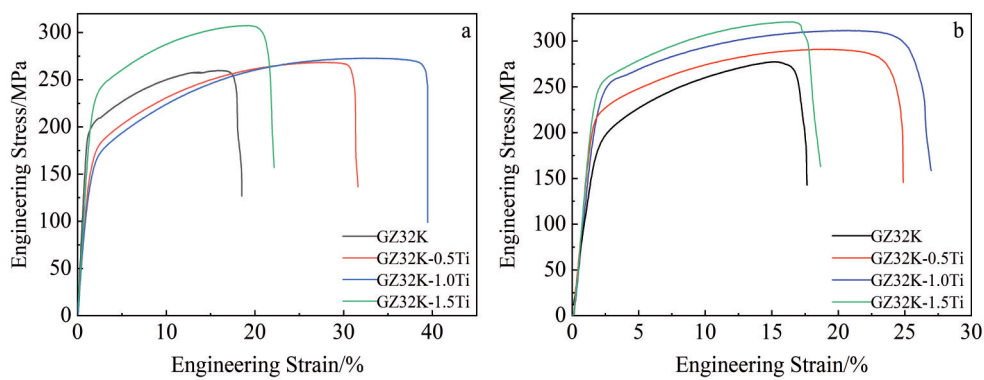 a
300
250
200
150
100
50
0
Engineering Stress/MPa
GZ32K
GZ32K-0.5Ti
GZ32K-1.0Ti
GZ32K-1.5Ti
0 10 20 30 40 45
Engineering Strain/%
b
300
250
200
150
100
50
0
Engineering Stress/MPa
GZ32K
GZ32K-0.5Ti
GZ32K-1.0Ti
GZ32K-1.5Ti
0 5 10 15 20 25 30
Engineering Strain/%